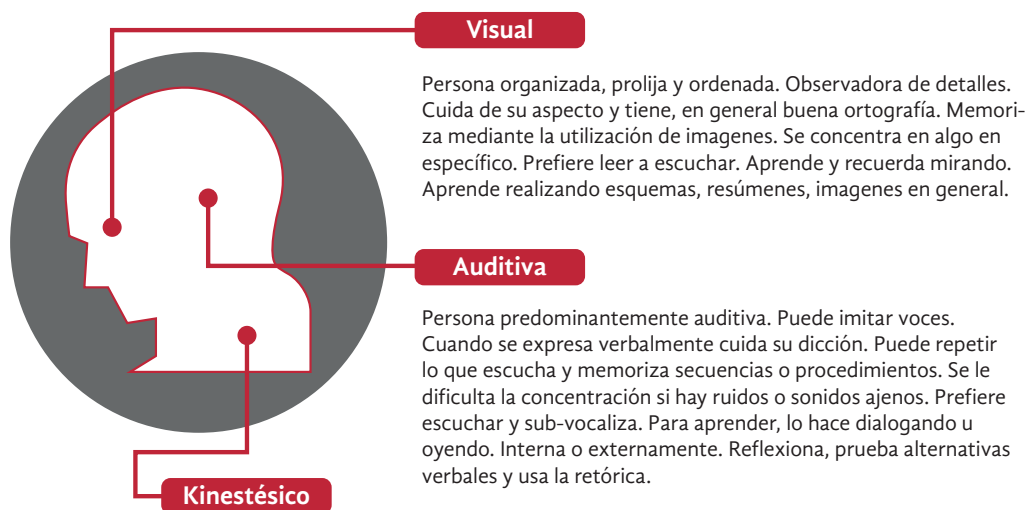 Visual
Persona organizada, prolija y ordenada. Observadora de detalles.
Cuida de su aspecto y tiene, en general buena ortografía. Memori-
za mediante la utilización de imagenes. Se concentra en algo en
específico. Prefiere leer a escuchar. Aprende y recuerda mirando.
Aprende realizando esquemas, resúmenes, imagenes en general.
Auditiva
Persona predominantemente auditiva. Puede imitar voces.
Cuando se expresa verbalmente cuida su dicción. Puede repetir
lo que escucha y memoriza secuencias o procedimientos. Se le
dificulta la concentración si hay ruidos o sonidos ajenos. Prefiere
escuchar y sub-vocaliza. Para aprender, lo hace dialogando u
oyendo. Interna o externamente. Reflexiona, prueba alternativas
verbales y usa la retórica.
Kinestésico